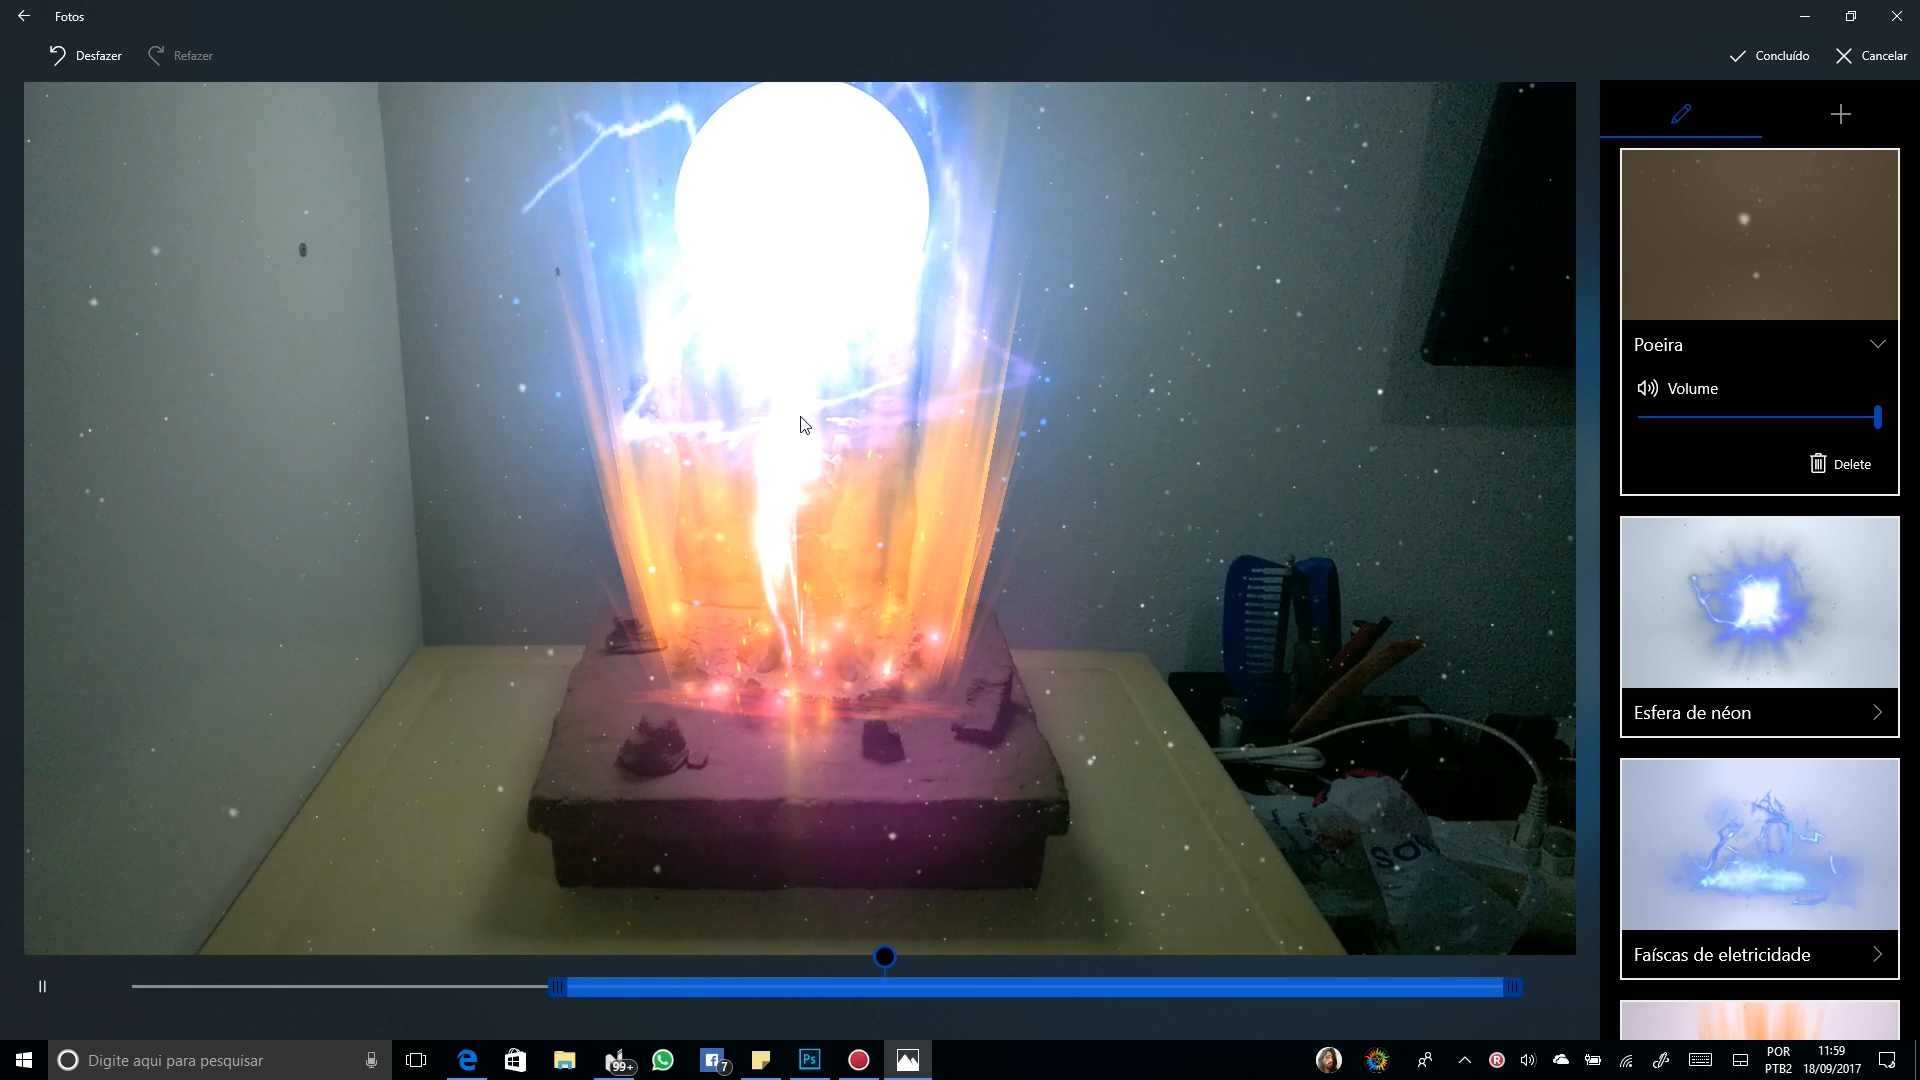 Fotos
Desfazer
Refazer
Concluído
Cancelar
Poeira
Volume
Delete
Esfera de néon
Faíscas de eletricidade
Digite aqui para pesquisar
99+
7
Ps
R
POR
PTB2
11:59
18/09/2017